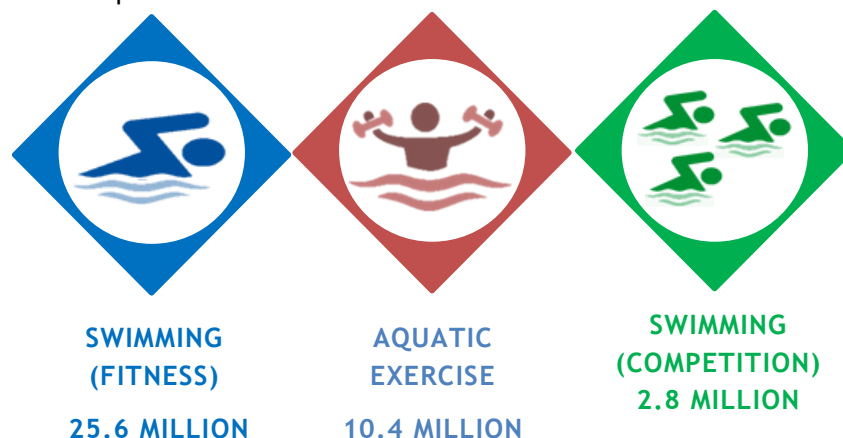 SWIMMING
(FITNESS)
25.6 MILLION
AQUATIC
EXERCISE
10.4 MILLION
SWIMMING
(COMPETITION)
2.8 MILLION